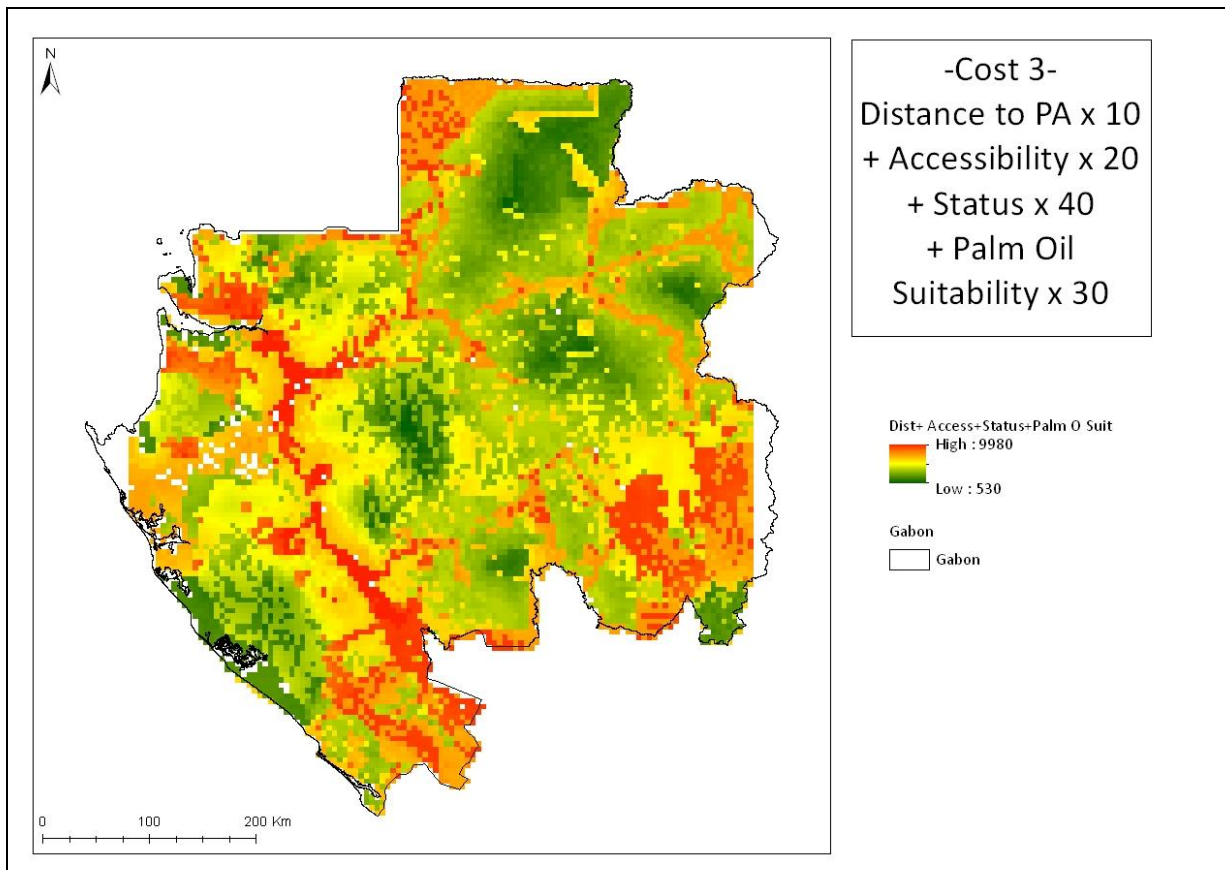 N
-Cost 3-
Distance to PA x 10
+ Accessibility x 20
+ Status x 40
+ Palm Oil
Suitability x 30
Dist+ Access+Status+Palm O Suit
High : 9980
Low : 530
Gabon
Gabon
0 100 200 Km